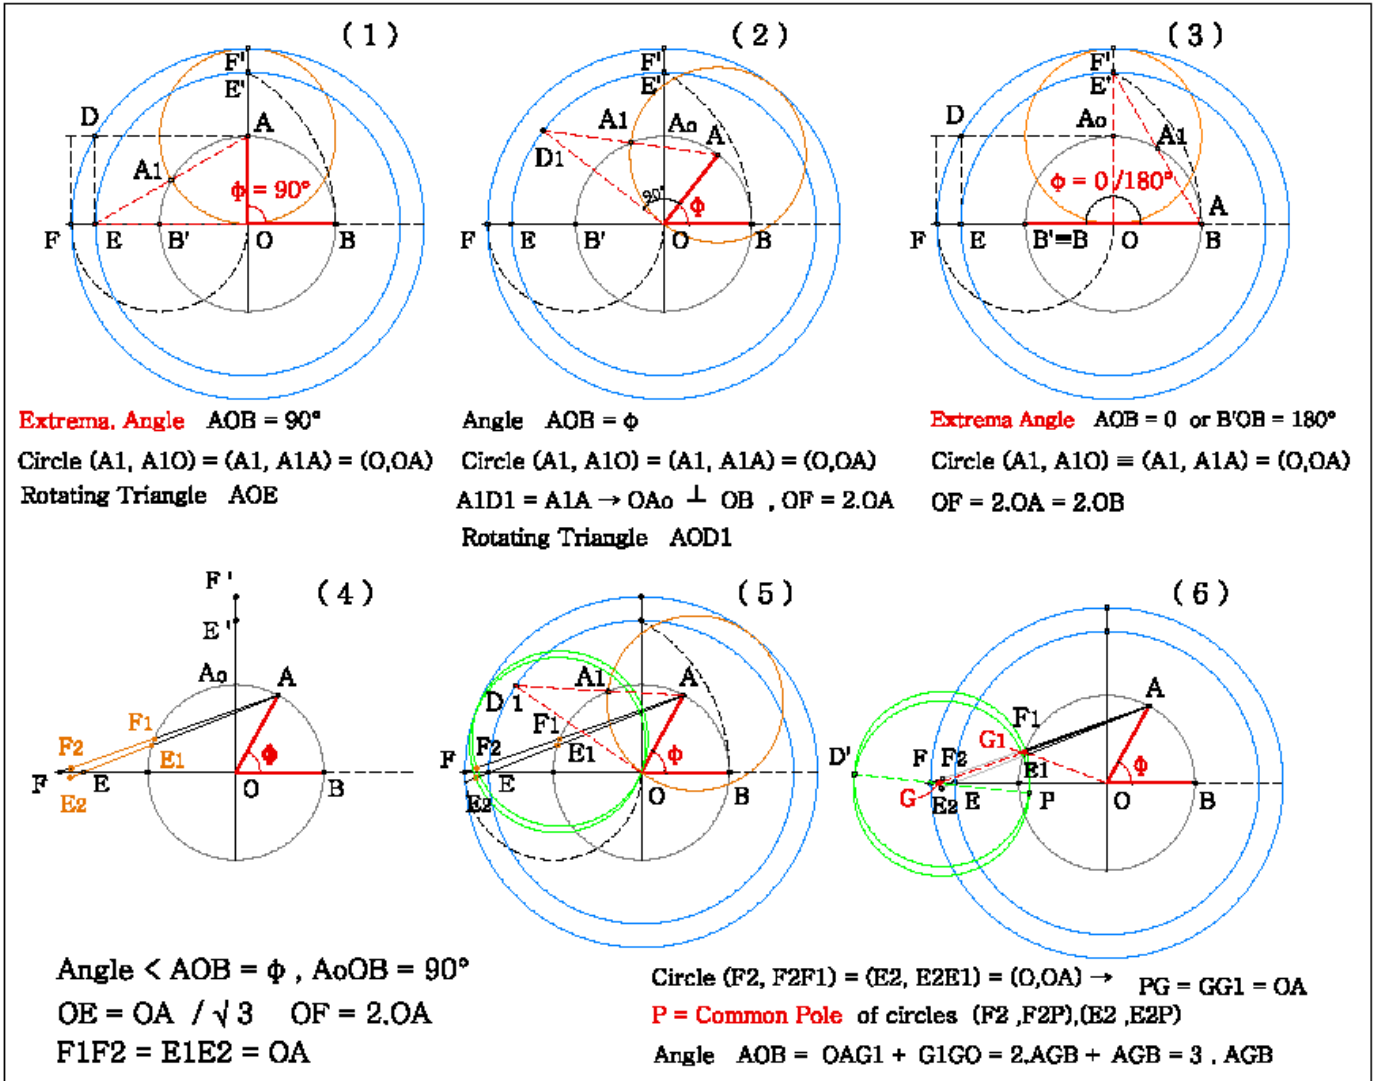 (1)
F'
E'
D
A
A1
Φ = 90°
F
E
B'
O
B
Extrema. Angle AOB = 90°
Circle (A1, A1O) = (A1, A1A) = (O,OA)
Rotating Triangle AOE
(2)
F'
E'
A1
Ao
A
D1
90°
Φ
F
E
B'
O
B
Angle AOB = Φ
Circle (A1, A1O) = (A1, A1A) = (O,OA)
A1D1 = A1A → OAo ⊥ OB , OF = 2.OA
Rotating Triangle AOD1
(3)
F'
E'
D
Ao
A1
Φ = 0 /180°
A
F
E
B'≡B
O
B
Extrema Angle AOB = 0 or B'OB = 180°
Circle (A1, A1O) ≡ (A1, A1A) = (O,OA)
OF = 2.OA = 2.OB
(4)
F'
E'
Ao
A
F1
F2
E1
Φ
F
E
E2
O
B
Angle < AOB = Φ , AoOB = 90°
OE = OA / √3 OF = 2.OA
F1F2 = E1E2 = OA
(5)
A1
A
D 1
F1
F
F2
E1
Φ
E2
E
O
B
(6)
A
F1
G1
D'
F
F2
E1
Φ
G
E2
E
P
O
B
Circle (F2, F2F1) = (E2, E2E1) = (O,OA) → PG = GG1 = OA
P = Common Pole of circles (F2 ,F2P),(E2 ,E2P)
Angle AOB = OAG1 + G1GO = 2.AGB + AGB = 3 . AGB